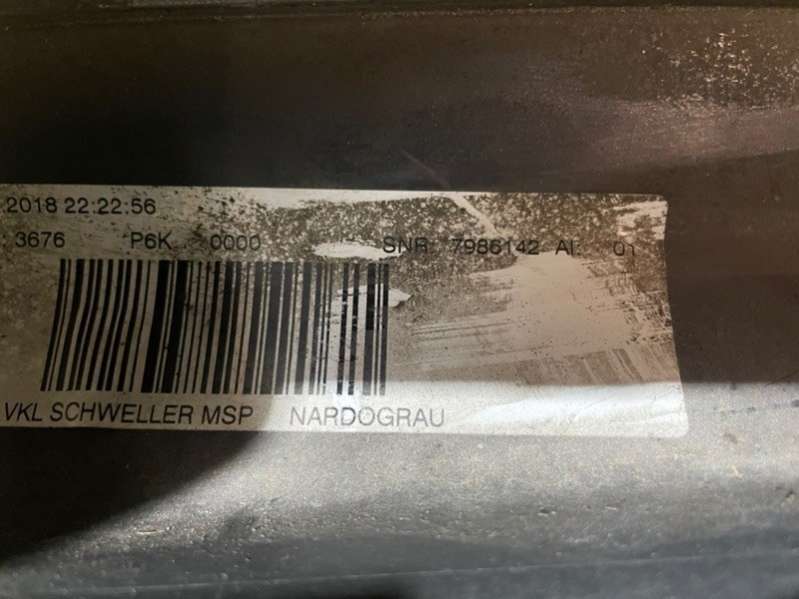 2018 22:22:56
3676 P6K 0000 SNR 7986142 AI 01
VKL SCHWELLER MSP NARDOGRAU